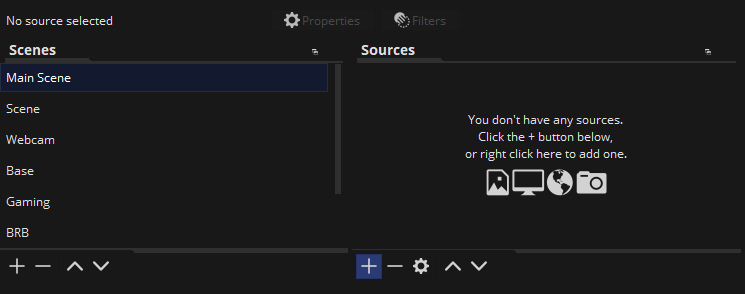 No source selected
Properties
Filters
Scenes
Sources
Main Scene
Scene
Webcam
Base
Gaming
BRB
You don't have any sources.
Click the + button below,
or right click here to add one.